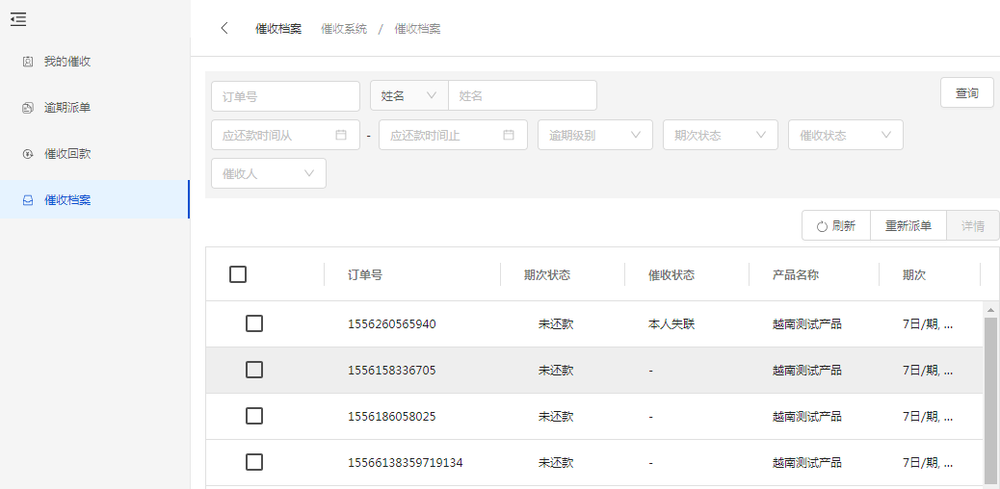 我的催收
逾期派单
催收回款
催收档案
催收档案 催收系统 / 催收档案
订单号 姓名 姓名 查询
应还款时间从 - 应还款时间止 逾期级别 期次状态 催收状态
催收人
刷新 重新派单 详情
订单号 期次状态 催收状态 产品名称 期次
1556260565940 未还款 本人失联 越南测试产品 7日/期, ...
1556158336705 未还款 - 越南测试产品 7日/期, ...
1556186058025 未还款 - 越南测试产品 7日/期, ...
15566138359719134 未还款 - 越南测试产品 7日/期, ...